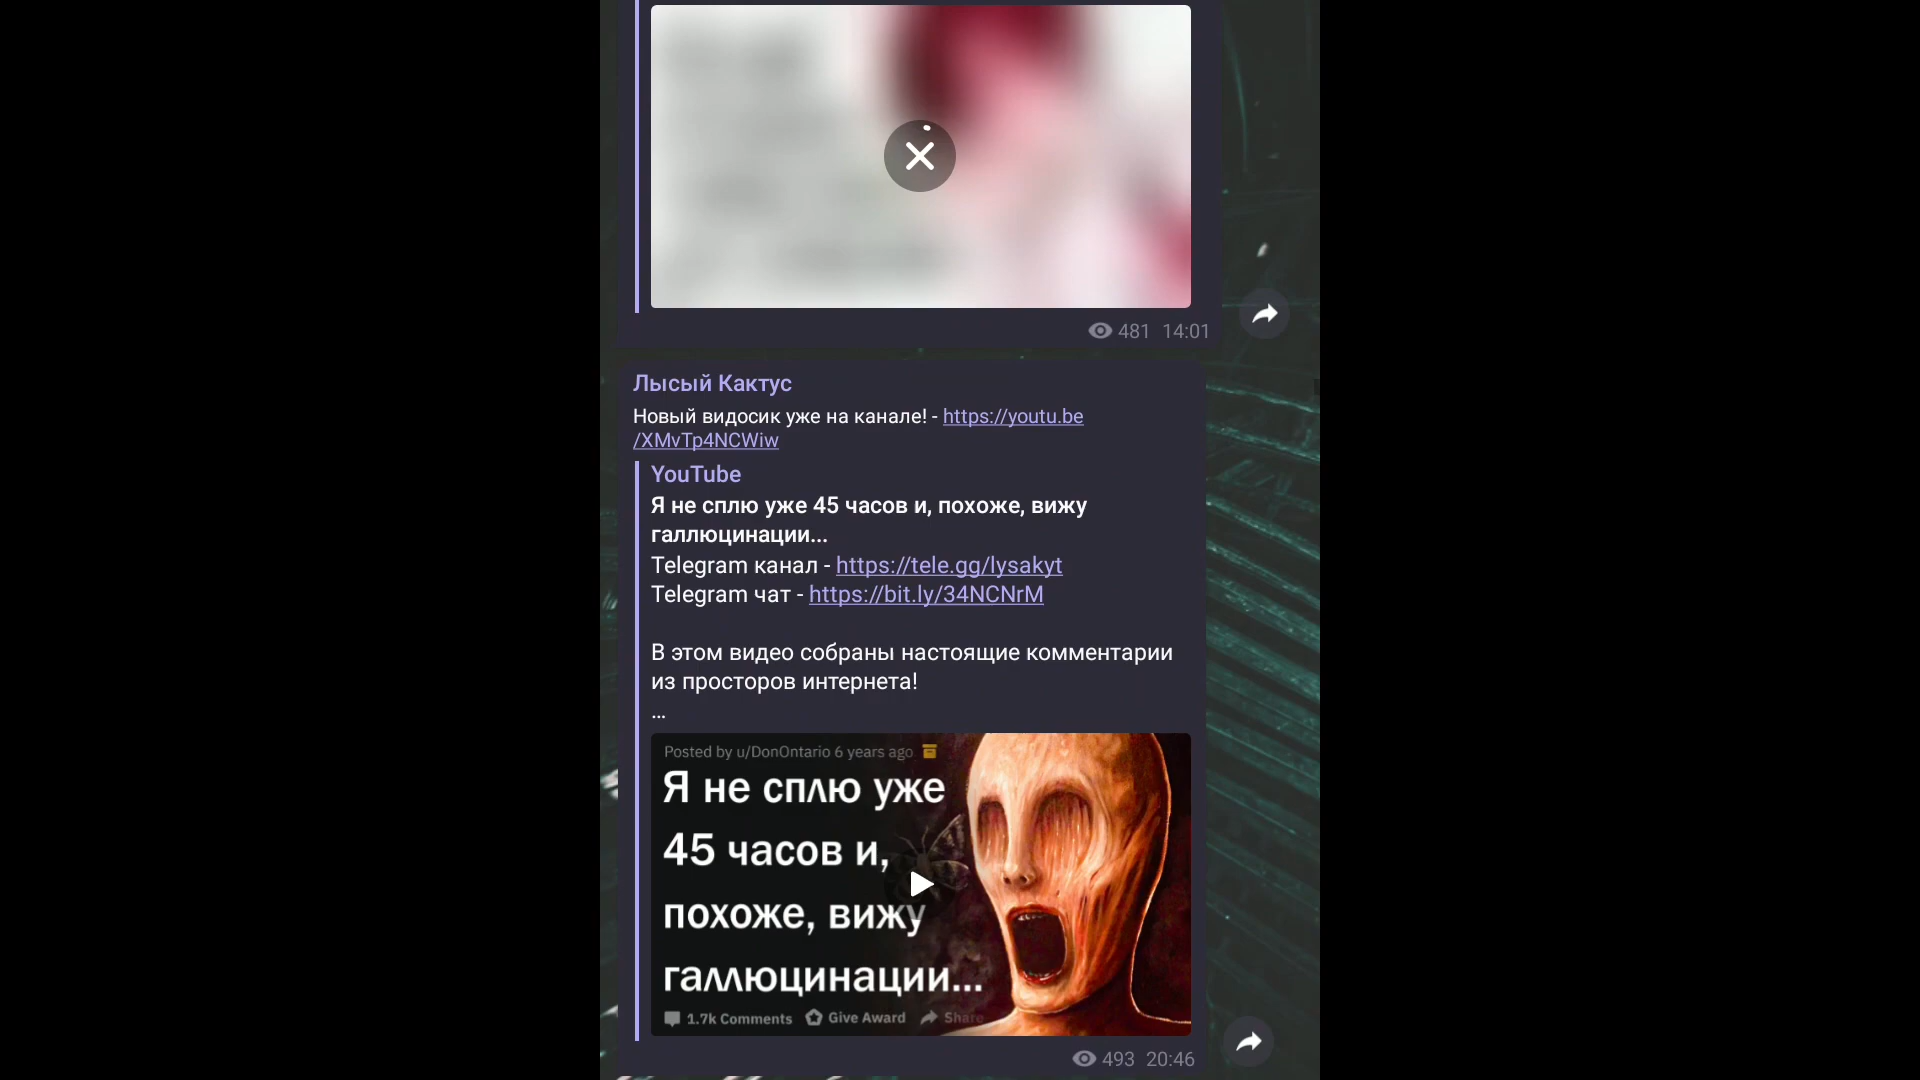 481 14:01
Лысый Кактус
Новый видосик уже на канале! - https://youtu.be
/XMvTp4NCWiw
YouTube
Я не сплю уже 45 часов и, похоже, вижу
галлюцинации...
Telegram канал - https://tele.gg/lysakyt
Telegram чат - https://bit.ly/34NCNrM
В этом видео собраны настоящие комментарии
из просторов интернета!
...
Posted by u/DonOntario 6 years ago
Я не сплю уже
45 часов и,
похоже, вижу
галлюцинации...
1.7k Comments Give Award Share
493 20:46